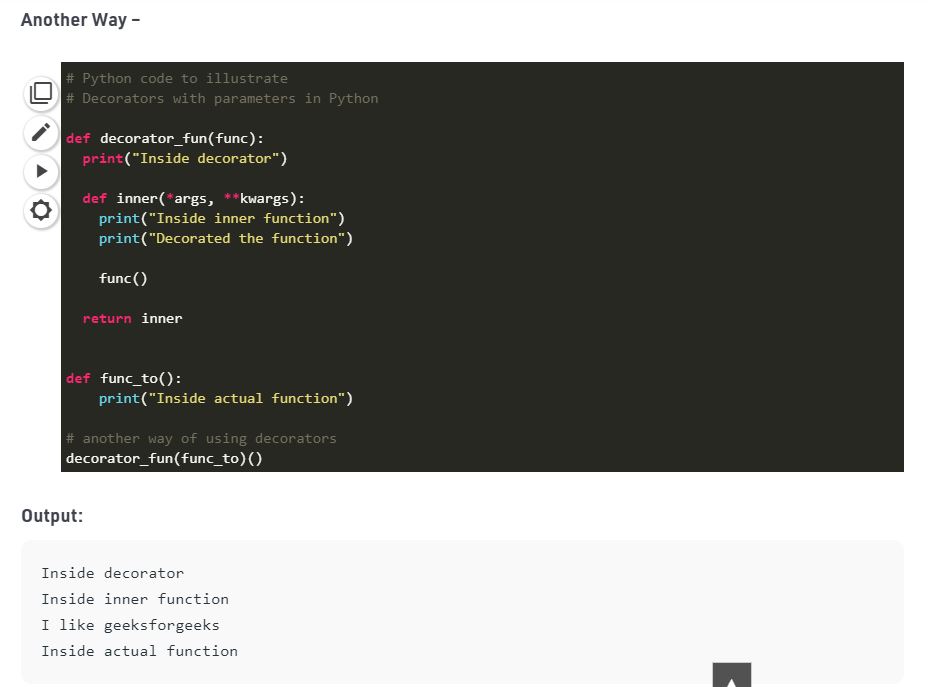 Another Way –
# Python code to illustrate
# Decorators with parameters in Python
def decorator_fun(func):
  print("Inside decorator")
  def inner(*args, **kwargs):
    print("Inside inner function")
    print("Decorated the function")
    func()
  return inner
def func_to():
    print("Inside actual function")
# another way of using decorators
decorator_fun(func_to)()
Output:
Inside decorator
Inside inner function
I like geeksforgeeks
Inside actual function